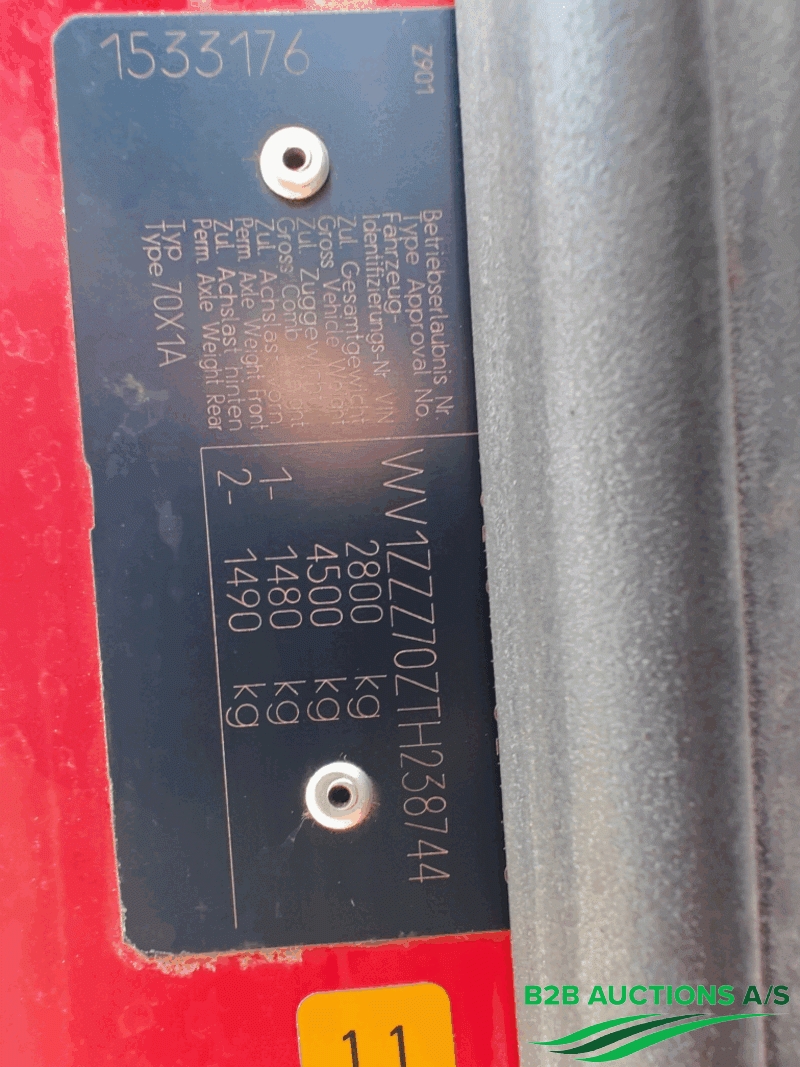 1533176
Z901
Betriebserlaubnis Nr.
Type Approval No.
Fahrzeug-
Identifizierungs-Nr. VIN WV1ZZZ70ZTH238744
Zul. Gesamtgewicht 2800 kg
Gross Vehicle Weight
Zul. Zuggewicht 4500 kg
Gross Comb.
Zul. Achslast vorn 1- 1480 kg
Perm. Axle Weight Front
Zul. Achslast hinten 2- 1490 kg
Perm. Axle Weight Rear
Typ
Type 70X1A
11
B2B AUCTIONS A/S